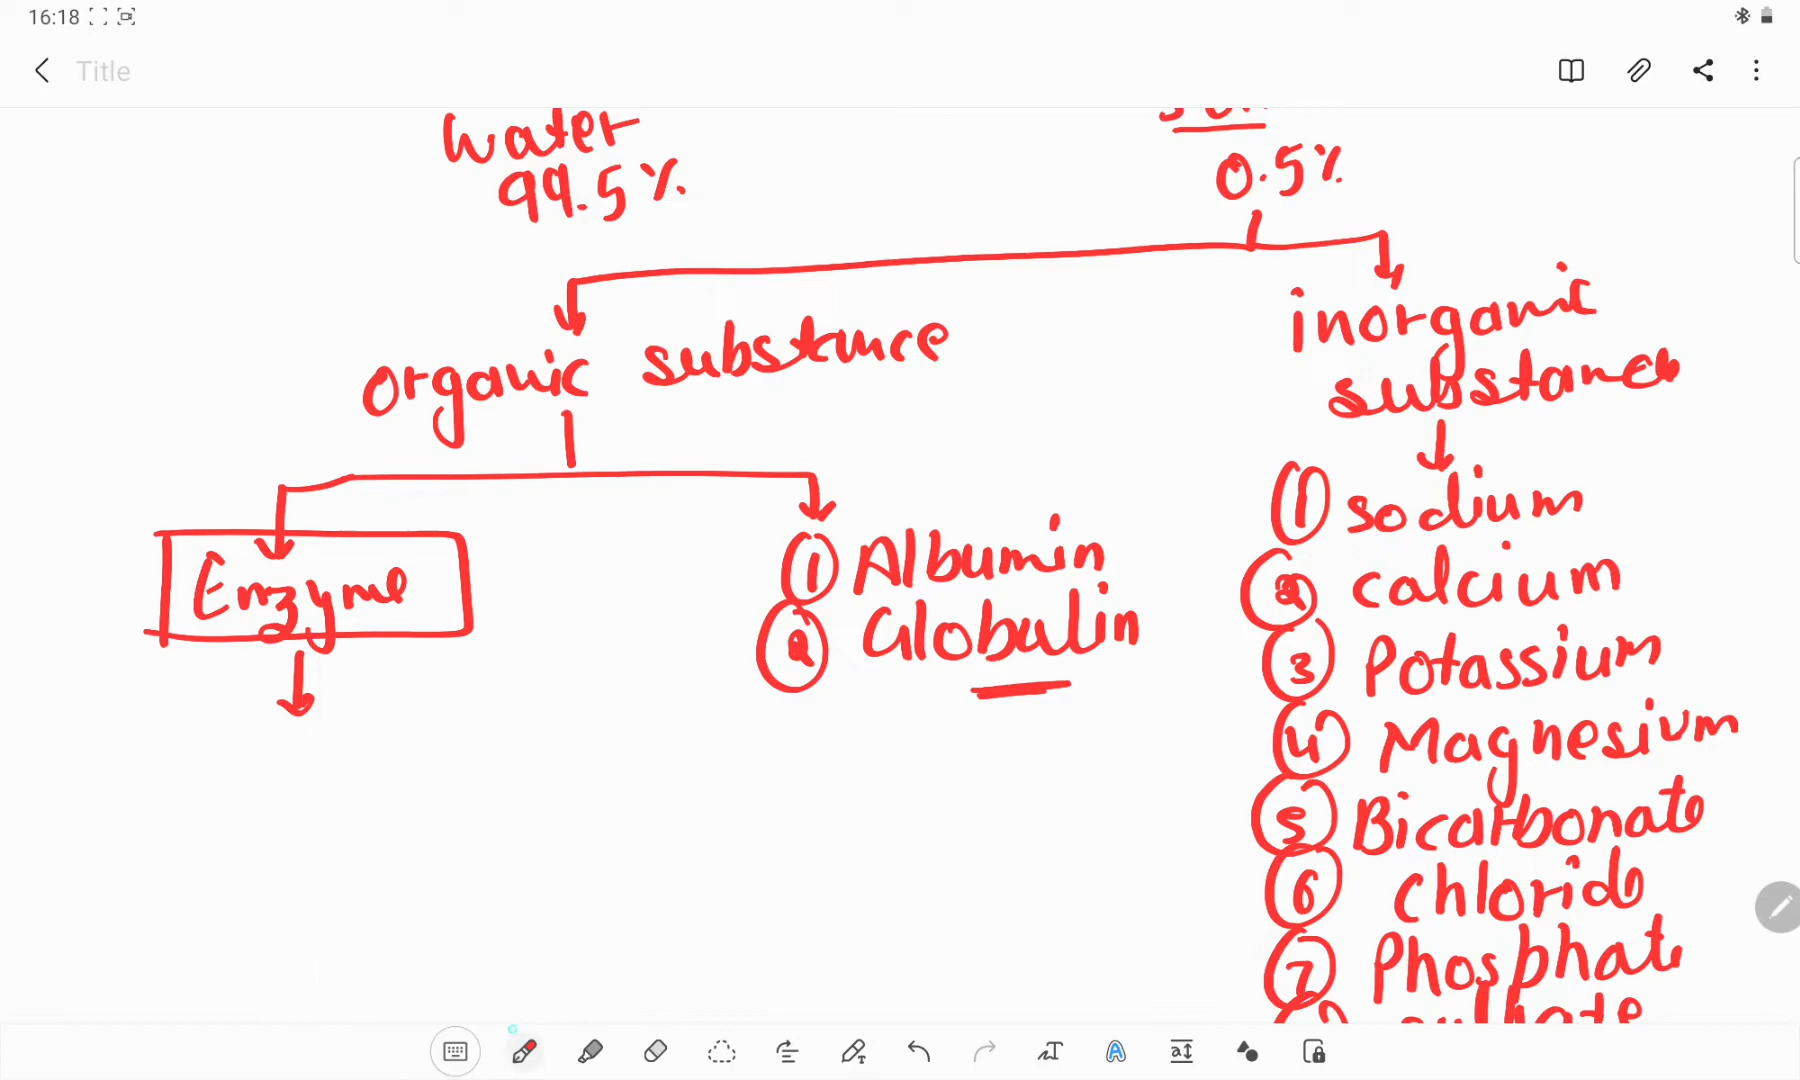 16:18
Title
water
99.5%
0.5%
organic substance
inorganic
substance
Enzyme
① Albumin
② Globulin
① sodium
② calcium
③ Potassium
④ Magnesium
⑤ Bicarbonate
⑥ chloride
⑦ Phosphate